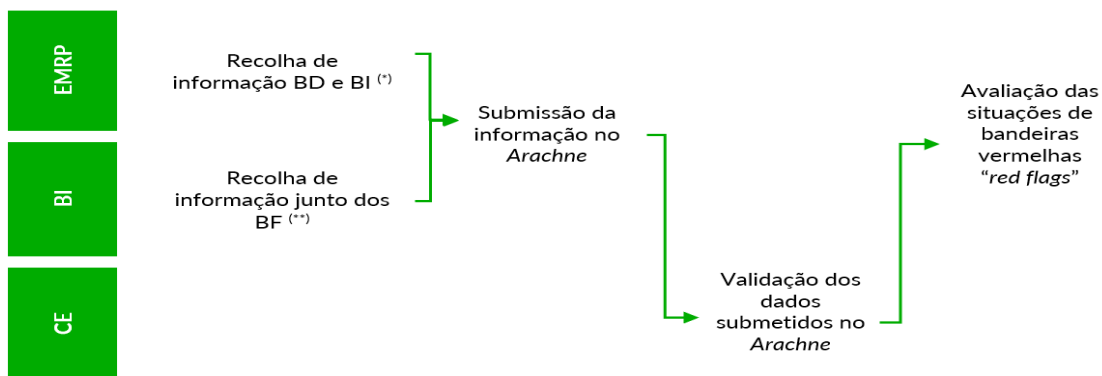 EMRP
Recolha de
informação BD e BI (*)
BI
Recolha de
informação junto dos
BF (**)
CE
Submissão da
informação no
Arachne
Validação dos
dados
submetidos no
Arachne
Avaliação das
situações de
bandeiras
vermelhas
“red flags”